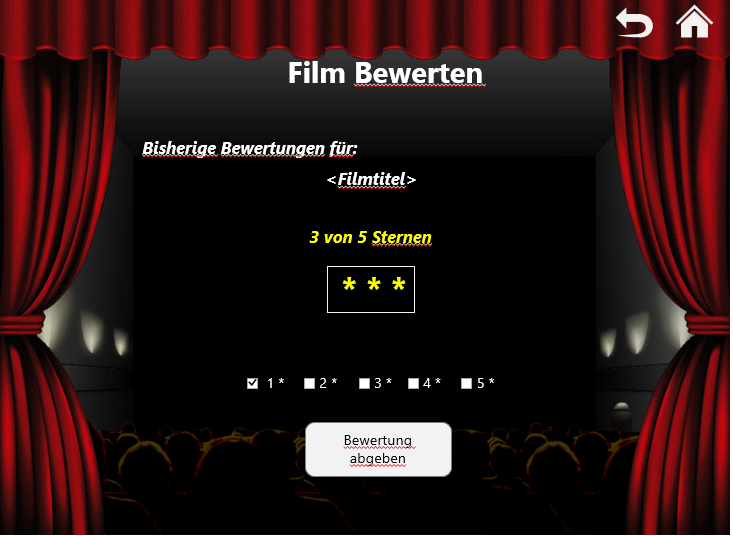 Film Bewerten
Bisherige Bewertungen für:
<Filmtitel>
3 von 5 Sternen
* * *
1 * 2 * 3 * 4 * 5 *
Bewertung
abgeben